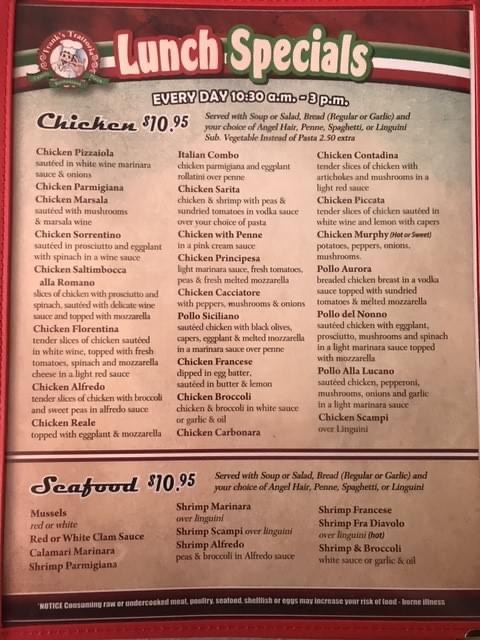 Frank's Trattoria
Lunch Specials
EVERY DAY 10:30 a.m. - 3 p.m.
Chicken $10.95
Served with Soup or Salad, Bread (Regular or Garlic) and
your choice of Angel Hair, Penne, Spaghetti, or Linguini
Sub. Vegetable Instead of Pasta 2.50 extra
Chicken Pizzaiola
sautéed in white wine marinara
sauce & onions
Chicken Parmigiana
Chicken Marsala
sautéed with mushrooms
& marsala wine
Chicken Sorrentino
sautéed in prosciutto and eggplant
with spinach in a wine sauce
Chicken Saltimbocca
alla Romano
slices of chicken with prosciutto and
spinach, sautéed with delicate wine
sauce and topped with mozzarella
Chicken Florentina
tender slices of chicken sautéed
in white wine, topped with fresh
tomatoes, spinach and mozzarella
cheese in a light red sauce
Chicken Alfredo
tender slices of chicken with broccoli
and sweet peas in alfredo sauce
Chicken Reale
topped with eggplant & mozzarella
Italian Combo
chicken parmigiana and eggplant
rollatini over penne
Chicken Sarita
chicken & shrimp with peas &
sundried tomatoes in vodka sauce
over your choice of pasta
Chicken with Penne
in a pink cream sauce
Chicken Principesa
light marinara sauce, fresh tomatoes,
peas & fresh melted mozzarella
Chicken Cacciatore
with peppers, mushrooms & onions
Pollo Siciliano
sautéed chicken with black olives,
capers, eggplant & melted mozzarella
in a marinara sauce over penne
Chicken Francese
dipped in egg batter,
sautéed in butter & lemon
Chicken Broccoli
chicken & broccoli in white sauce
or garlic & oil
Chicken Carbonara
Chicken Contadina
tender slices of chicken with
artichokes and mushrooms in a
light red sauce
Chicken Piccata
tender slices of chicken sautéed in
white wine and lemon with capers
Chicken Murphy (Hot or Sweet)
potatoes, peppers, onions,
mushrooms.
Pollo Aurora
breaded chicken breast in a vodka
sauce topped with sundried
tomatoes & melted mozzarella
Pollo del Nonno
sautéed chicken with eggplant,
prosciutto, mushrooms and spinach
in a light marinara sauce topped
with mozzarella
Pollo Alla Lucano
sautéed chicken, pepperoni,
mushrooms, onions and garlic
in a light marinara sauce
Chicken Scampi
over Linguini
Seafood $10.95
Served with Soup or Salad, Bread (Regular or Garlic) and
your choice of Angel Hair, Penne, Spaghetti, or Linguini
Mussels
red or white
Red or White Clam Sauce
Calamari Marinara
Shrimp Parmigiana
Shrimp Marinara
over linguini
Shrimp Scampi over linguini
Shrimp Alfredo
peas & broccoli in Alfredo sauce
Shrimp Francese
Shrimp Fra Diavolo
over linguini (hot)
Shrimp & Broccoli
white sauce or garlic & oil
*NOTICE Consuming raw or undercooked meat, poultry, seafood, shellfish or eggs may increase your risk of food - borne illness